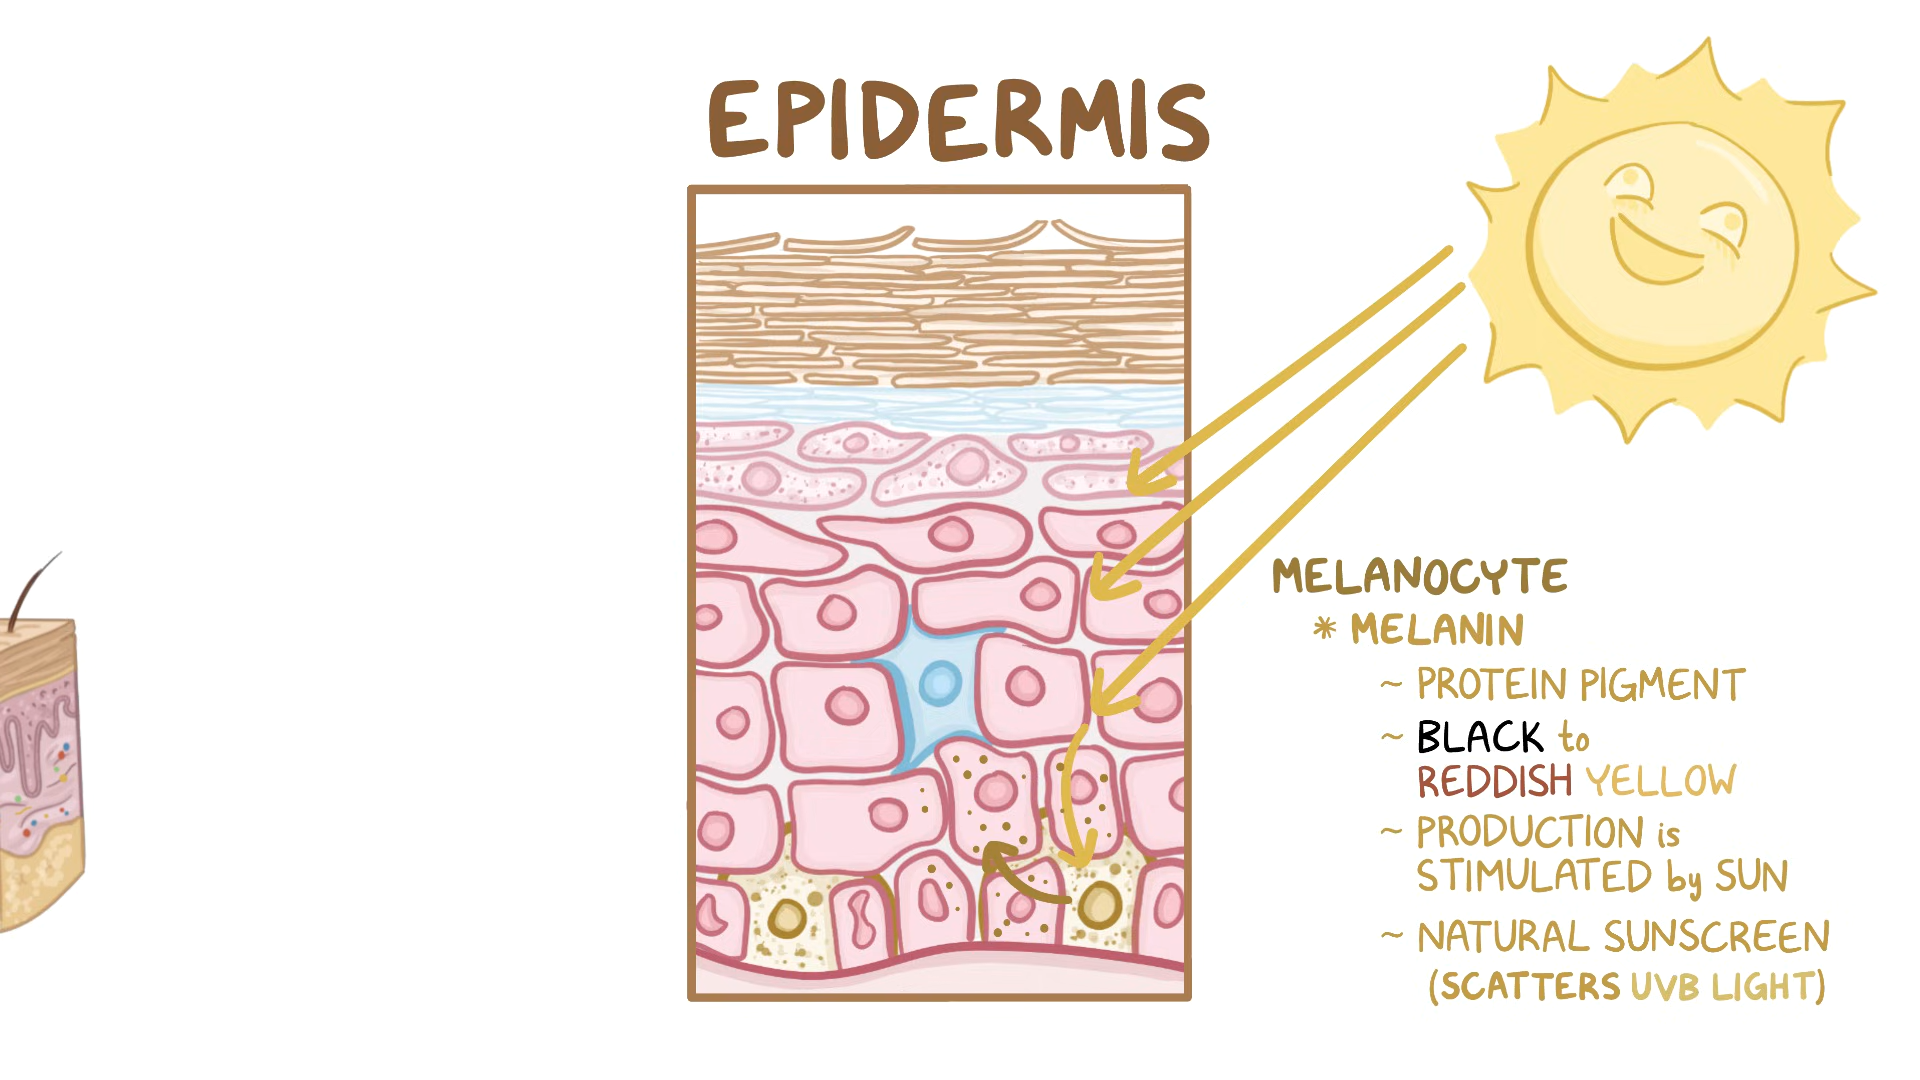 EPIDERMIS
MELANOCYTE
* MELANIN
~ PROTEIN PIGMENT
~ BLACK to
REDDISH YELLOW
~ PRODUCTION is
STIMULATED by SUN
~ NATURAL SUNSCREEN
(SCATTERS UVB LIGHT)